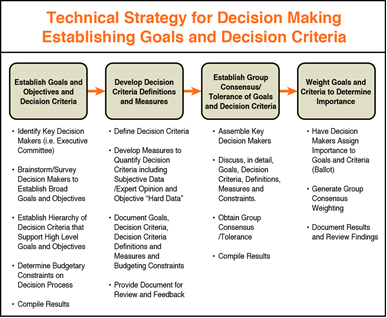 Technical Strategy for Decision Making
Establishing Goals and Decision Criteria
Establish Goals and
Objectives and
Decision Criteria
• Identify Key Decision
Makers (i.e. Executive
Committee)
• Brainstorm/Survey
Decision Makers to
Establish Broad
Goals and Objectives
• Establish Hierarchy of
Decision Criteria that
Support High Level
Goals and Objectives
• Determine Budgetary
Constraints on
Decision Process
• Compile Results
Develop Decision
Criteria Definitions
and Measures
• Define Decision Criteria
• Develop Measures to
Quantify Decision
Criteria including
Subjective Data
/Expert Opinion and
Objective “Hard Data”
• Document Goals,
Decision Criteria,
Decision Criteria
Definitions and
Measures and
Budgeting Constraints
• Provide Document for
Review and Feedback
Establish Group
Consensus/
Tolerance of Goals
and Decision Criteria
• Assemble Key
Decision Makers
• Discuss, in detail,
Goals, Decision
Criteria, Definitions,
Measures and
Constraints.
• Obtain Group
Consensus
/Tolerance
• Compile Results
Weight Goals and
Criteria to Determine
Importance
• Have Decision
Makers Assign
Importance to
Goals and Criteria
(Ballot)
• Generate Group
Consensus
Weighting
• Document Results
and Review Findings